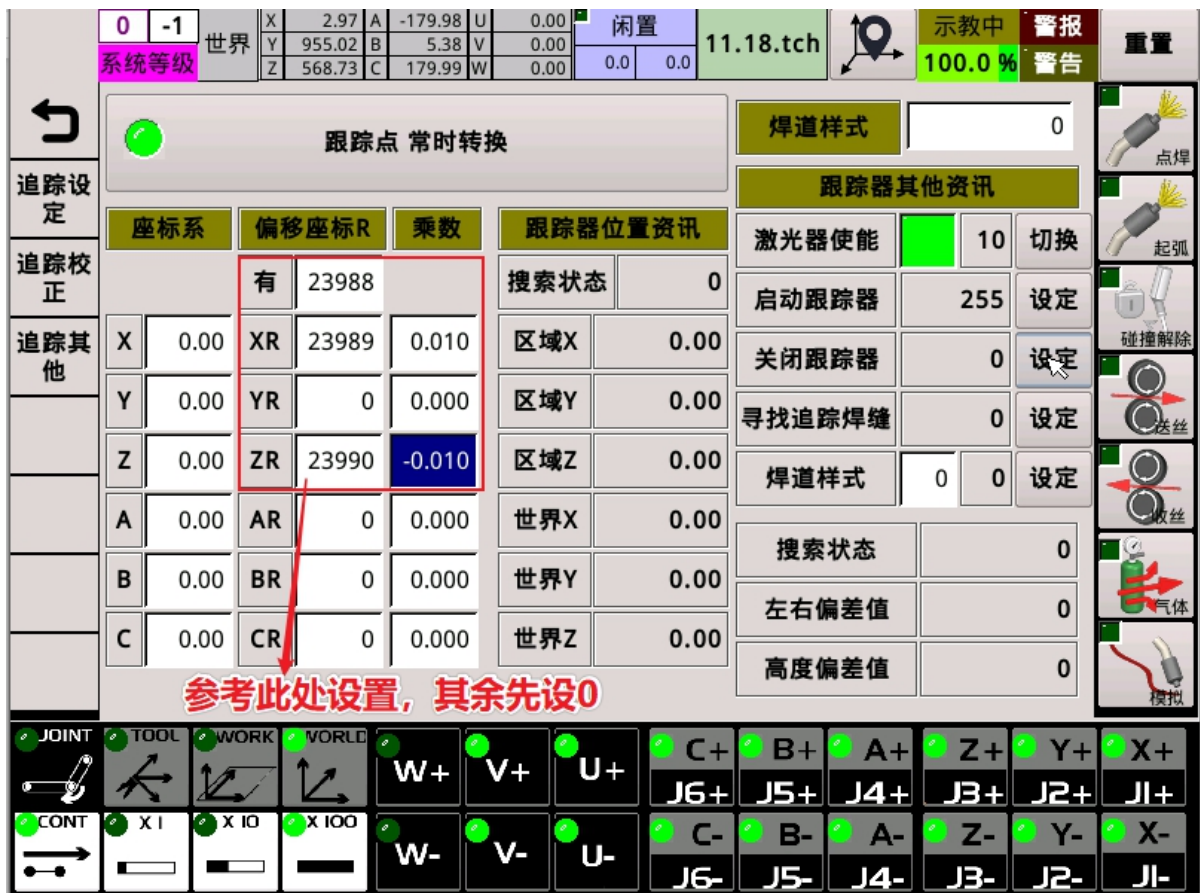 0 -1 世界 X 2.97 A -179.98 U 0.00 闲置 11.18.tch 示教中 警报 重置
Y 955.02 B 5.38 V 0.00
系统等级 Z 568.73 C 179.99 W 0.00 0.0 0.0 100.0 % 警告
跟踪点 常时转换
焊道样式 0
点焊
追踪设定
跟踪器其他资讯
座标系 偏移座标R 乘数 跟踪器位置资讯
激光器使能 10 切换
起弧
追踪校正
有 23988 搜索状态 0
启动跟踪器 255 设定
碰撞解除
追踪其他
X 0.00 XR 23989 0.010 区域X 0.00
关闭跟踪器 0 设定
Y 0.00 YR 0 0.000 区域Y 0.00
寻找追踪焊缝 0 设定
送丝
Z 0.00 ZR 23990 -0.010 区域Z 0.00
焊道样式 0 0 设定
收丝
A 0.00 AR 0 0.000 世界X 0.00
搜索状态 0
B 0.00 BR 0 0.000 世界Y 0.00
左右偏差值 0
气体
C 0.00 CR 0 0.000 世界Z 0.00
高度偏差值 0
模拟
参考此处设置，其余先设0
JOINT TOOL WORK WORLD W+ V+ U+ C+ B+ A+ Z+ Y+ X+
J6+ J5+ J4+ J3+ J2+ J1+
CONT X 1 X 10 X 100 W- V- U- C- B- A- Z- Y- X-
J6- J5- J4- J3- J2- J1-